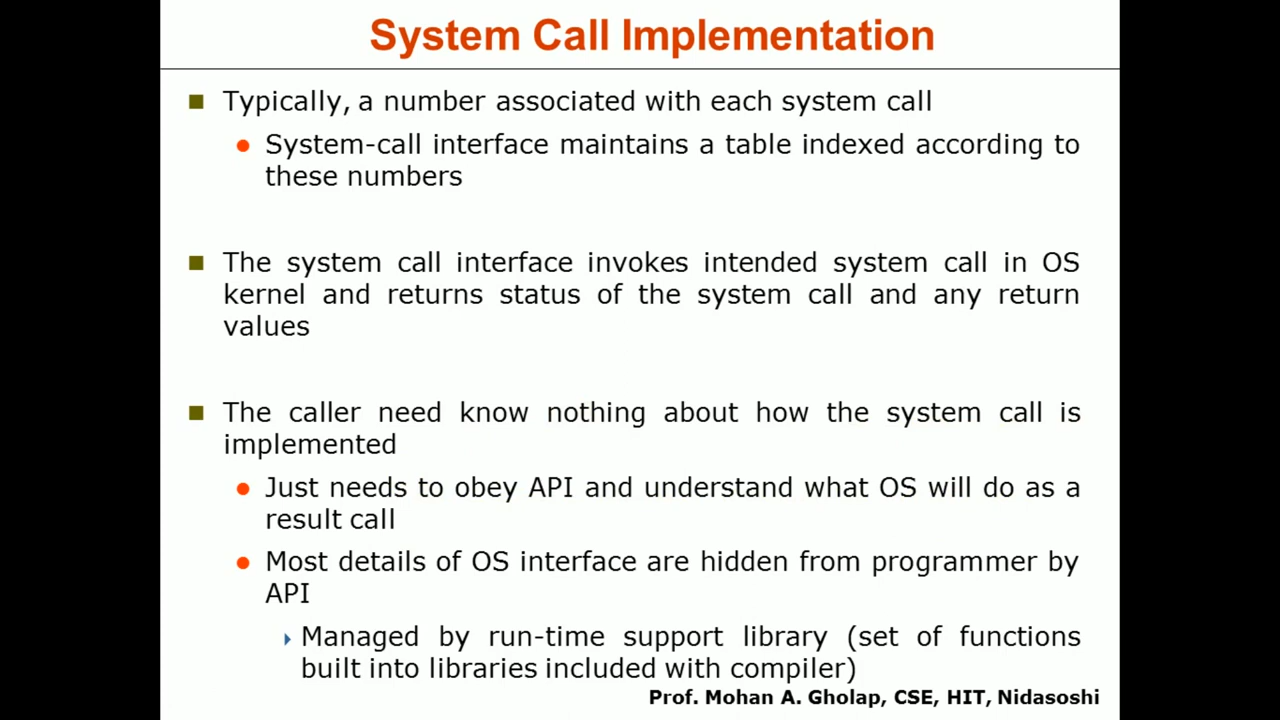 System Call Implementation
Typically, a number associated with each system call
System-call interface maintains a table indexed according to
these numbers
The system call interface invokes intended system call in OS
kernel and returns status of the system call and any return
values
The caller need know nothing about how the system call is
implemented
Just needs to obey API and understand what OS will do as a
result call
Most details of OS interface are hidden from programmer by
API
Managed by run-time support library (set of functions
built into libraries included with compiler)
Prof. Mohan A. Gholap, CSE, HIT, Nidasoshi